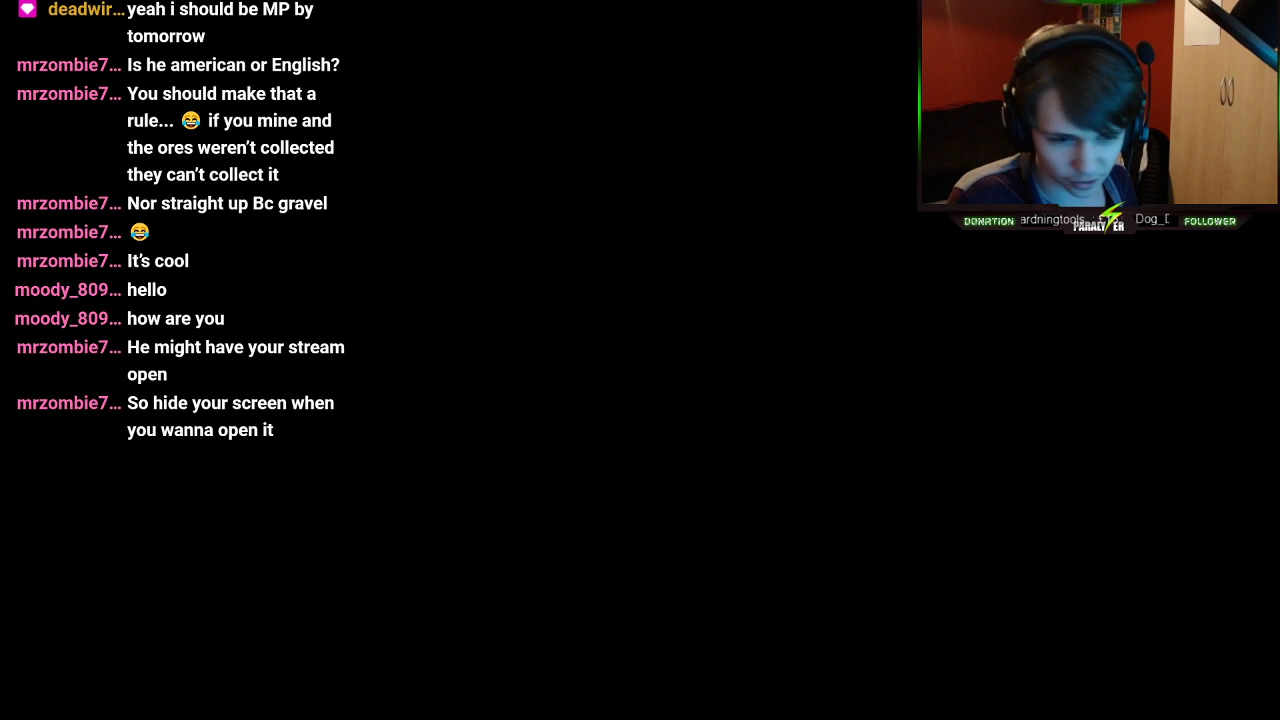 deadwir… yeah i should be MP by
tomorrow
mrzombie7… Is he american or English?
mrzombie7… You should make that a
rule... 😂 if you mine and
the ores weren’t collected
they can’t collect it
mrzombie7… Nor straight up Bc gravel
mrzombie7… 😂
mrzombie7… It’s cool
moody_809… hello
moody_809… how are you
mrzombie7… He might have your stream
open
mrzombie7… So hide your screen when
you wanna open it
DONATION ardningtools Dog_ FOLLOWER